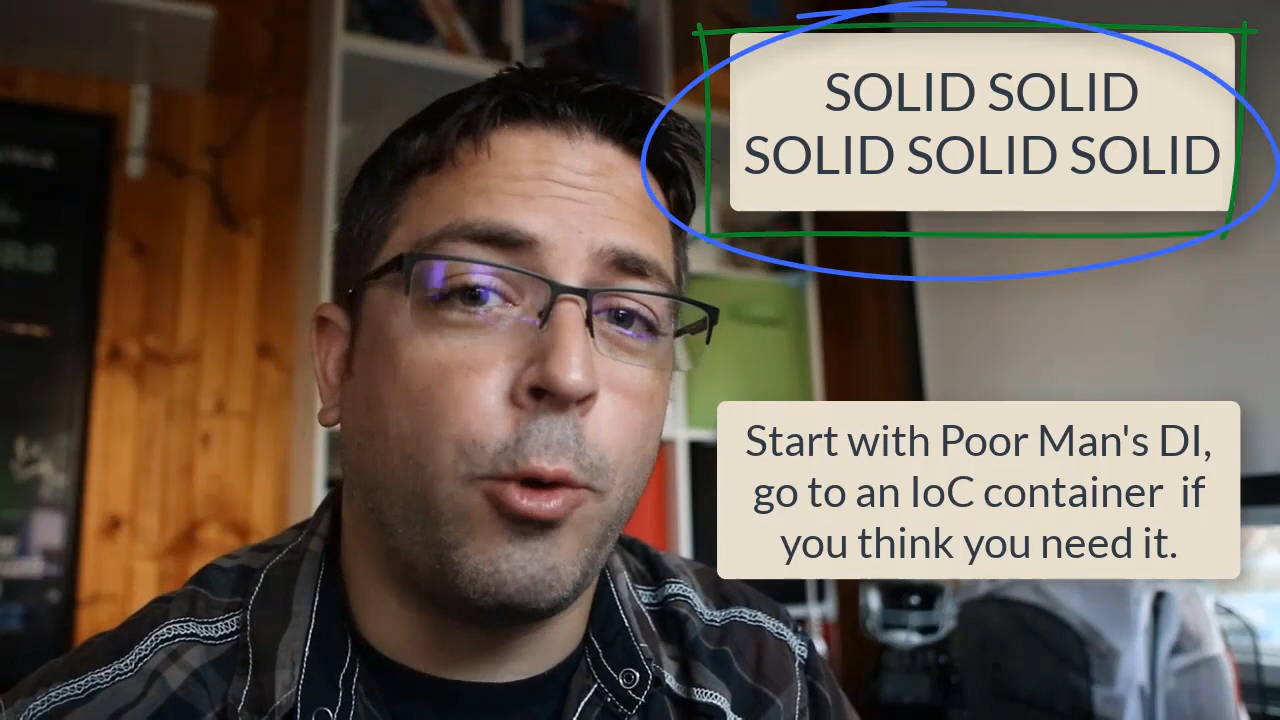 SOLID SOLID
SOLID SOLID SOLID
Start with Poor Man's DI,
go to an IoC container if
you think you need it.